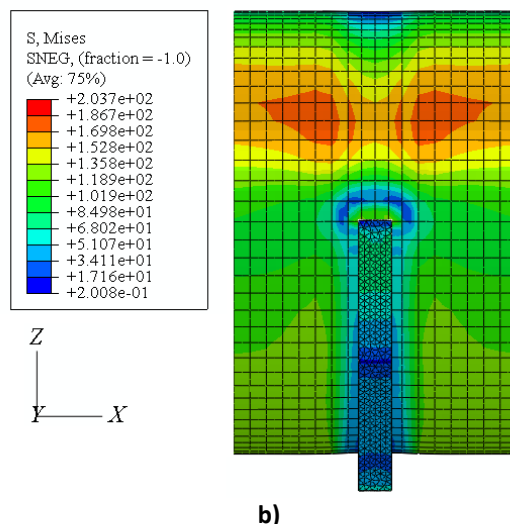 S, Mises
SNEG, (fraction = -1.0)
(Avg: 75%)
+2.037e+02
+1.867e+02
+1.698e+02
+1.528e+02
+1.358e+02
+1.189e+02
+1.019e+02
+8.498e+01
+6.802e+01
+5.107e+01
+3.411e+01
+1.716e+01
+2.008e-01
Z
Y X
b)